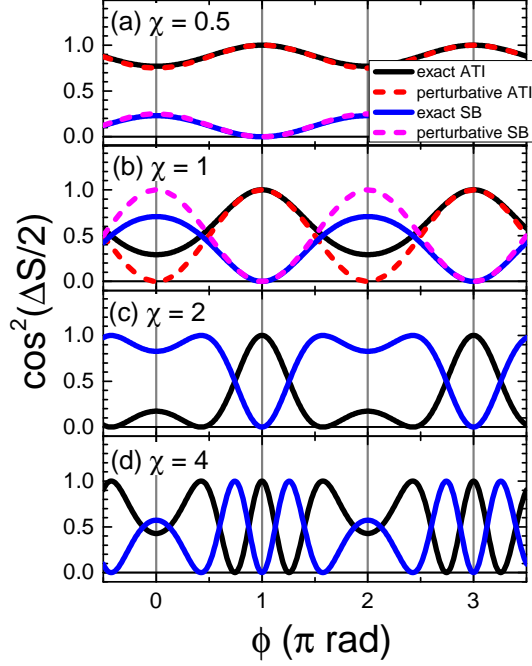 (a) χ = 0.5
1.0
0.5
0.0
exact ATI
perturbative ATI
exact SB
perturbative SB
(b) χ = 1
1.0
0.5
0.0
(c) χ = 2
1.0
0.5
0.0
(d) χ = 4
1.0
0.5
0.0
cos²(ΔS/2)
0 1 2 3
ϕ (π rad)